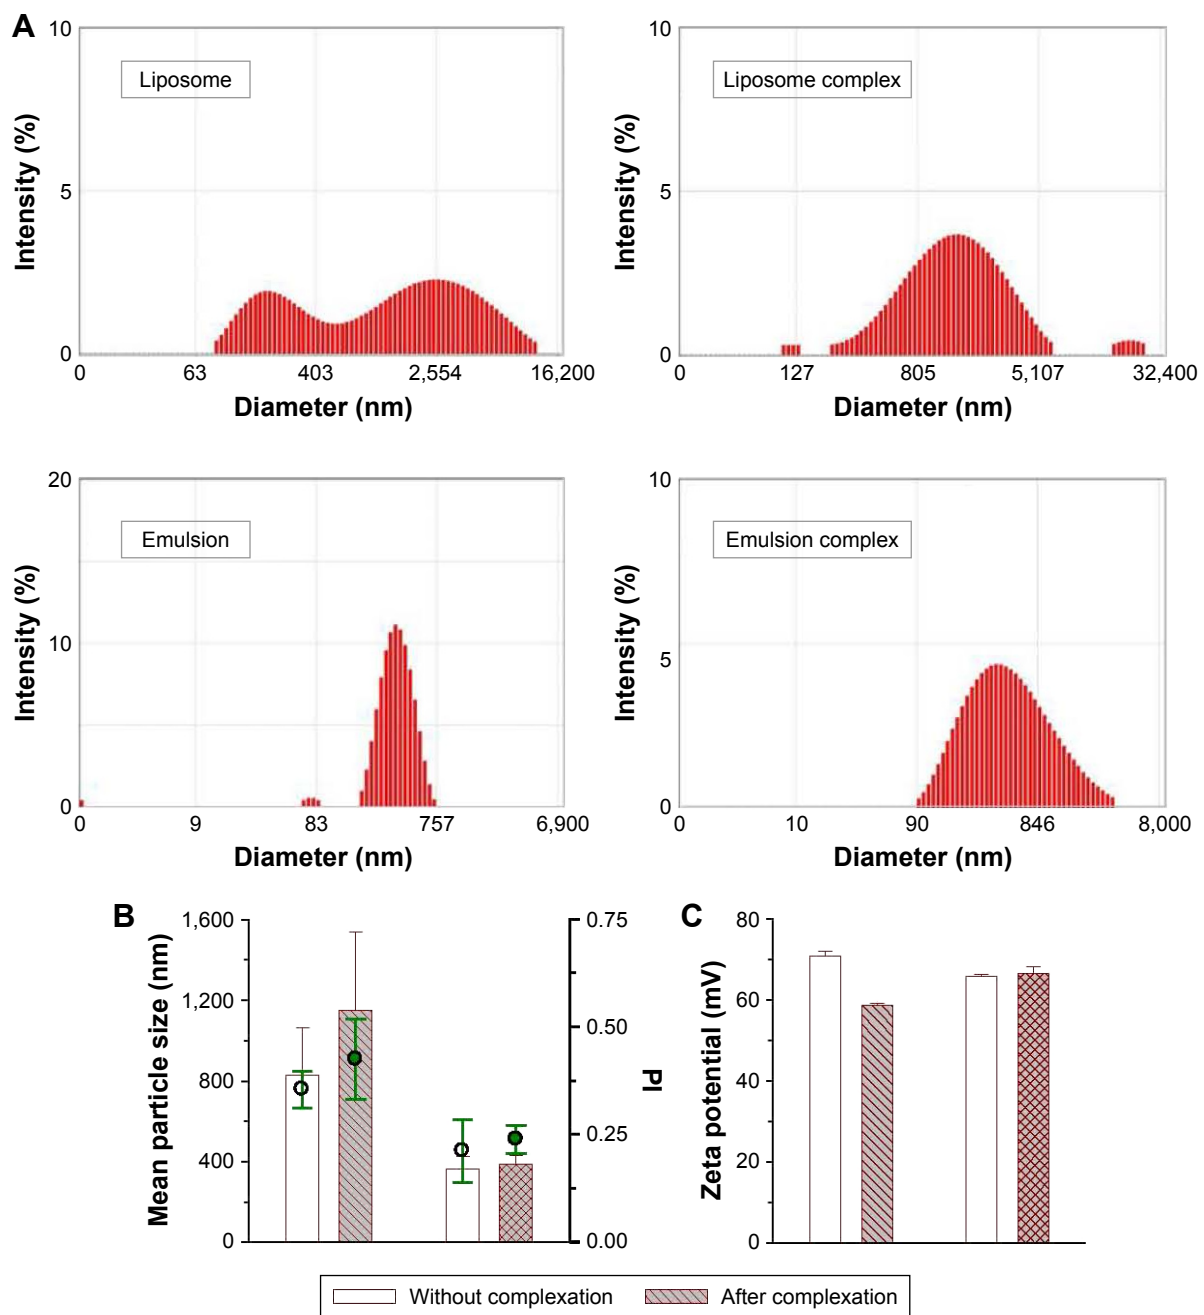 A
10
Liposome
5
Intensity (%)
0
0 63 403 2,554 16,200
Diameter (nm)
10
Liposome complex
5
Intensity (%)
0
0 127 805 5,107 32,400
Diameter (nm)
20
Emulsion
10
Intensity (%)
0
0 9 83 757 6,900
Diameter (nm)
10
Emulsion complex
5
Intensity (%)
0
0 10 90 846 8,000
Diameter (nm)
B
1,600
1,200
800
400
0
Mean particle size (nm)
0.75
0.50
0.25
0.00
PI
C
80
60
40
20
0
Zeta potential (mV)
Without complexation After complexation